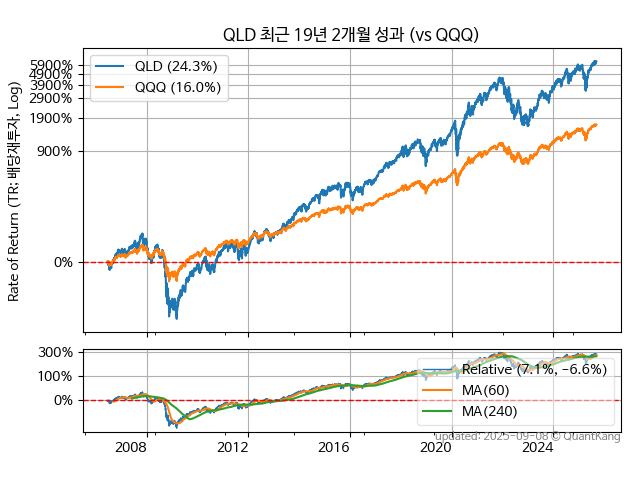 QLD 최근 19년 2개월 성과 (vs QQQ)
Rate of Return (TR; 배당재투자, Log)
5900%
4900%
3900%
2900%
1900%
900%
0%
QLD (24.3%)
QQQ (16.0%)
300%
100%
0%
Relative (7.1%, -6.6%)
MA(60)
MA(240)
2008 2012 2016 2020 2024
updated: 2025-09-08 © QuantKang